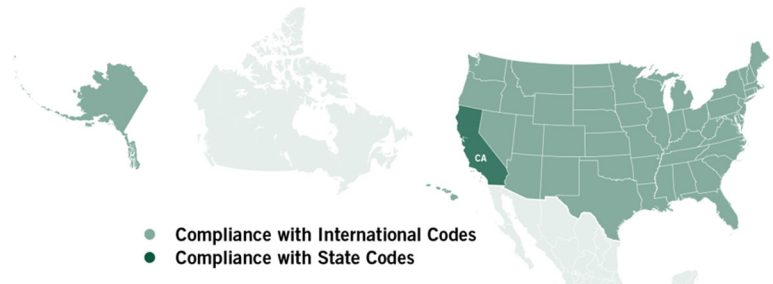 CA
Compliance with International Codes
Compliance with State Codes